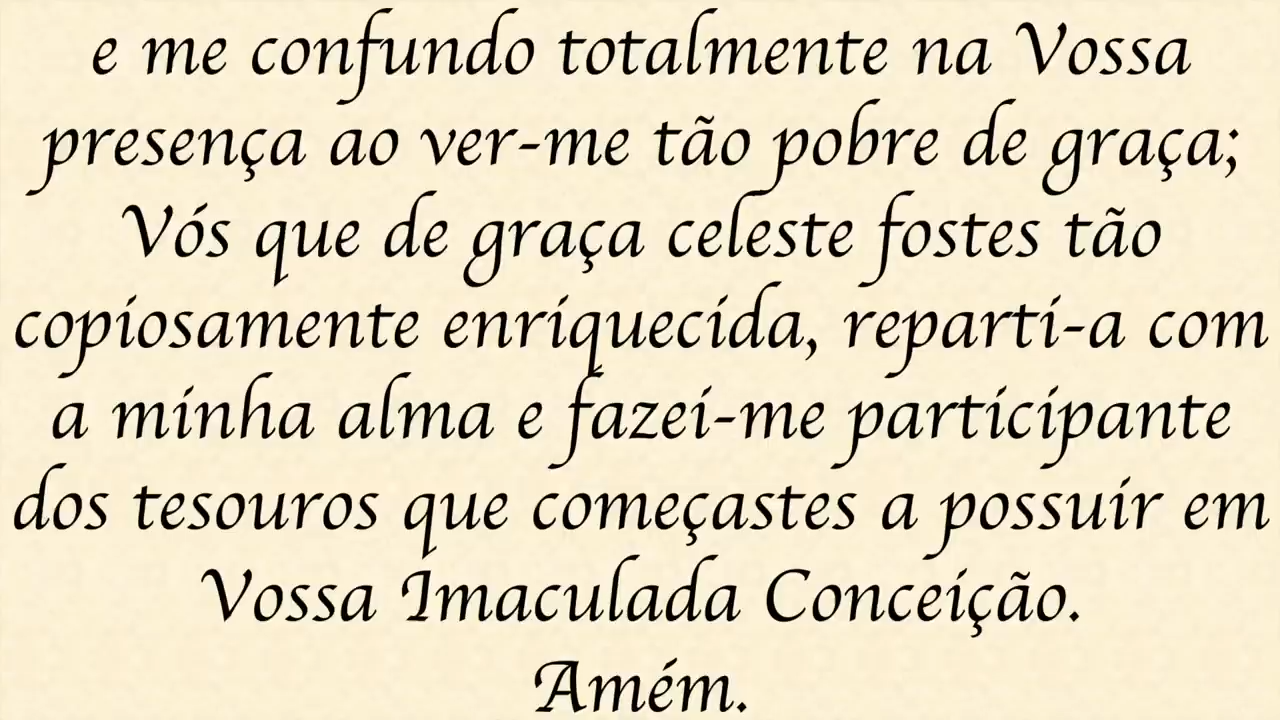 e me confundo totalmente na Vossa
presença ao ver-me tão pobre de graça;
Vós que de graça celeste fostes tão
copiosamente enriquecida, reparti-a com
a minha alma e fazei-me participante
dos tesouros que começastes a possuir em
Vossa Imaculada Conceição.
Amém.